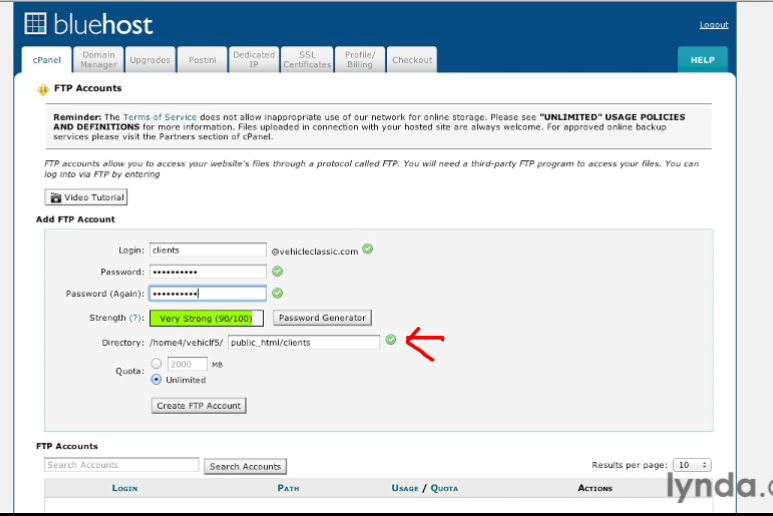 bluehost
Logout
cPanel
Domain Manager
Upgrades
Postini
Dedicated IP
SSL Certificates
Profile/ Billing
Checkout
HELP
FTP Accounts
Reminder: The Terms of Service does not allow inappropriate use of our network for online storage. Please see "UNLIMITED" USAGE POLICIES
AND DEFINITIONS for more information. Files uploaded in connection with your hosted site are always welcome. For approved online backup
services please visit the Partners section of cPanel.
FTP accounts allow you to access your website's files through a protocol called FTP. You will need a third-party FTP program to access your files. You can
log into via FTP by entering
Video Tutorial
Add FTP Account
Login: clients @vehicleclassic.com
Password: ••••••••••
Password (Again): ••••••••••
Strength (?): Very Strong (90/100) Password Generator
Directory: /home4/vehiclf5/ public_html/clients
Quota: 2000 MB
Unlimited
Create FTP Account
FTP Accounts
Search Accounts Search Accounts Results per page: 10
LOGIN PATH USAGE / QUOTA ACTIONS
lynda.c